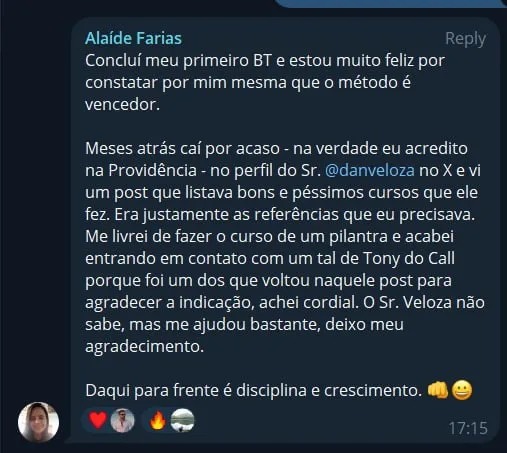 Alaíde Farias
Reply
Concluí meu primeiro BT e estou muito feliz por
constatar por mim mesma que o método é
vencedor.
Meses atrás caí por acaso - na verdade eu acredito
na Providência - no perfil do Sr. @danveloza no X e vi
um post que listava bons e péssimos cursos que ele
fez. Era justamente as referências que eu precisava.
Me livrei de fazer o curso de um pilantra e acabei
entrando em contato com um tal de Tony do Call
porque foi um dos que voltou naquele post para
agradecer a indicação, achei cordial. O Sr. Veloza não
sabe, mas me ajudou bastante, deixo meu
agradecimento.
Daqui para frente é disciplina e crescimento. 👊😀
17:15